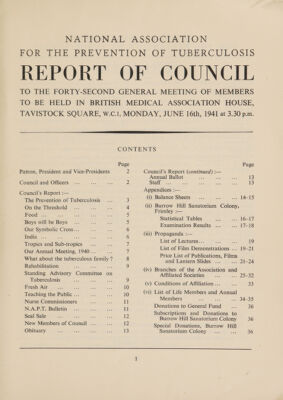 NATIONAL ASSOCIATION
FOR THE PREVENTION OF TUBERCULOSIS
REPORT OF COUNCIL
TO THE FORTY-SECOND GENERAL MEETING OF MEMBERS
TO BE HELD IN BRITISH MEDICAL ASSOCIATION HOUSE,
TAVISTOCK SQUARE, W.C.1, MONDAY, JUNE 16th, 1941 at 3.30 p.m.
CONTENTS
Page
Patron, President and Vice-Presidents 2
Council and Officers ... ... ... 2
Council's Report :—
The Prevention of Tuberculosis ... 3
On the Threshold ... ... ... 4
Food ... ... ... ... ... 5
Boys will be Boys ... ... ... 5
Our Symbolic Cross ... ... ... 6
India ... ... ... ... ... 6
Tropics and Sub-tropics ... ... 7
Our Annual Meeting, 1940 ... ... 7
What about the tuberculous family ? 8
Rehabilitation ... ... ... 9
Standing Advisory Committee on
Tuberculosis ... ... ... 9
Fresh Air ... ... ... ... 10
Teaching the Public ... ... ... 10
Nurse Commissioners ... ... 11
N.A.P.T. Bulletin ... ... ... 11
Seal Sale ... ... ... ... 12
New Members of Council ... ... 12
Obituary ... ... ... ... 13
Page
Council's Report (continued) :—
Annual Ballot ... ... ... 13
Staff ... ... ... ... ... 13
Appendices :—
(i) Balance Sheets ... ... ... 14-15
(ii) Burrow Hill Sanatorium Colony,
Frimley :—
Statistical Tables ... ... 16-17
Examination Results ... ... 17-18
(iii) Propaganda :—
List of Lectures ... ... ... 19
List of Film Demonstrations ... 19-21
Price List of Publications, Films
and Lantern Slides ... ... 21-24
(iv) Branches of the Association and
Affiliated Societies ... ... 25-32
(v) Conditions of Affiliation ... ... 33
(vi) List of Life Members and Annual
Members ... ... ... 34-35
Donations to General Fund ... 36
Subscriptions and Donations to
Burrow Hill Sanatorium Colony 36
Special Donations, Burrow Hill
Sanatorium Colony ... ... 36
1